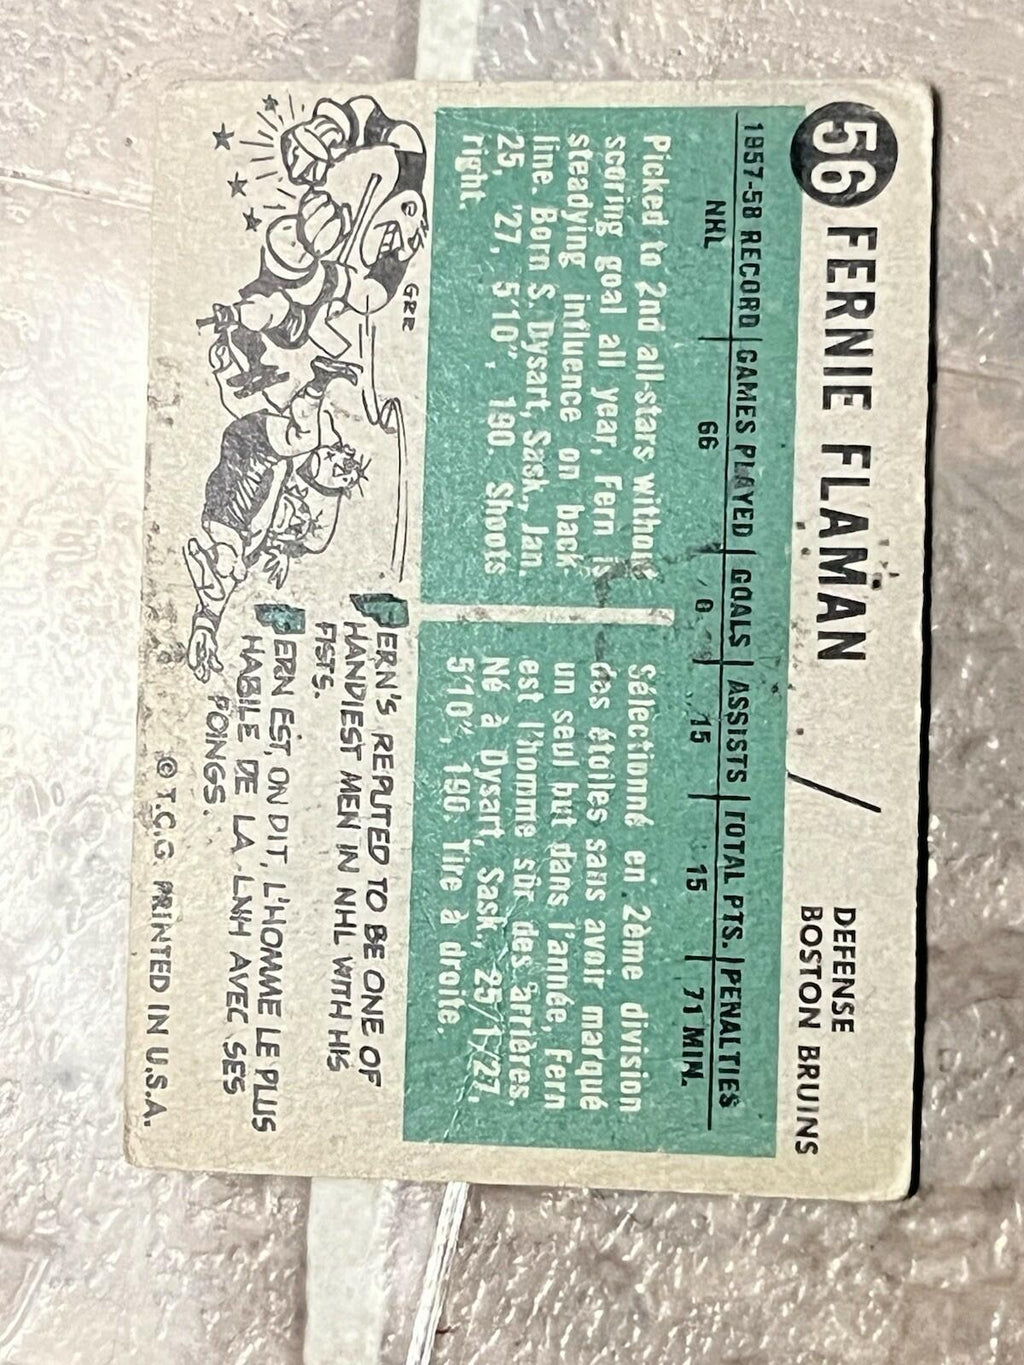 56 FERNIE FLAMAN
DEFENSE
BOSTON BRUINS
1957-58 RECORD | GAMES PLAYED | GOALS | ASSISTS | TOTAL PTS. | PENALTIES
NHL 66 0 15 15 71 MIN.
Picked to 2nd all-stars without
scoring goal all year, Fern is
steadying influence on back
line. Born S. Dysart, Sask., Jan.
25, '27, 5'10", 190. Shoots
right.
Sélectionné en 2ème division
des étoiles sans avoir marqué
un seul but dans l'année, Fern
est l'homme sûr des arrières.
Né à Dysart, Sask., 25/1/27,
5'10", 190. Tire à droite.
GRR
FERN'S REPUTED TO BE ONE OF
HANDIEST MEN IN NHL WITH HIS
FISTS.
FERN EST, ON DIT, L'HOMME LE PLUS
HABILE DE LA LNH AVEC SES
POINGS.
© T.C.G. PRINTED IN U.S.A.